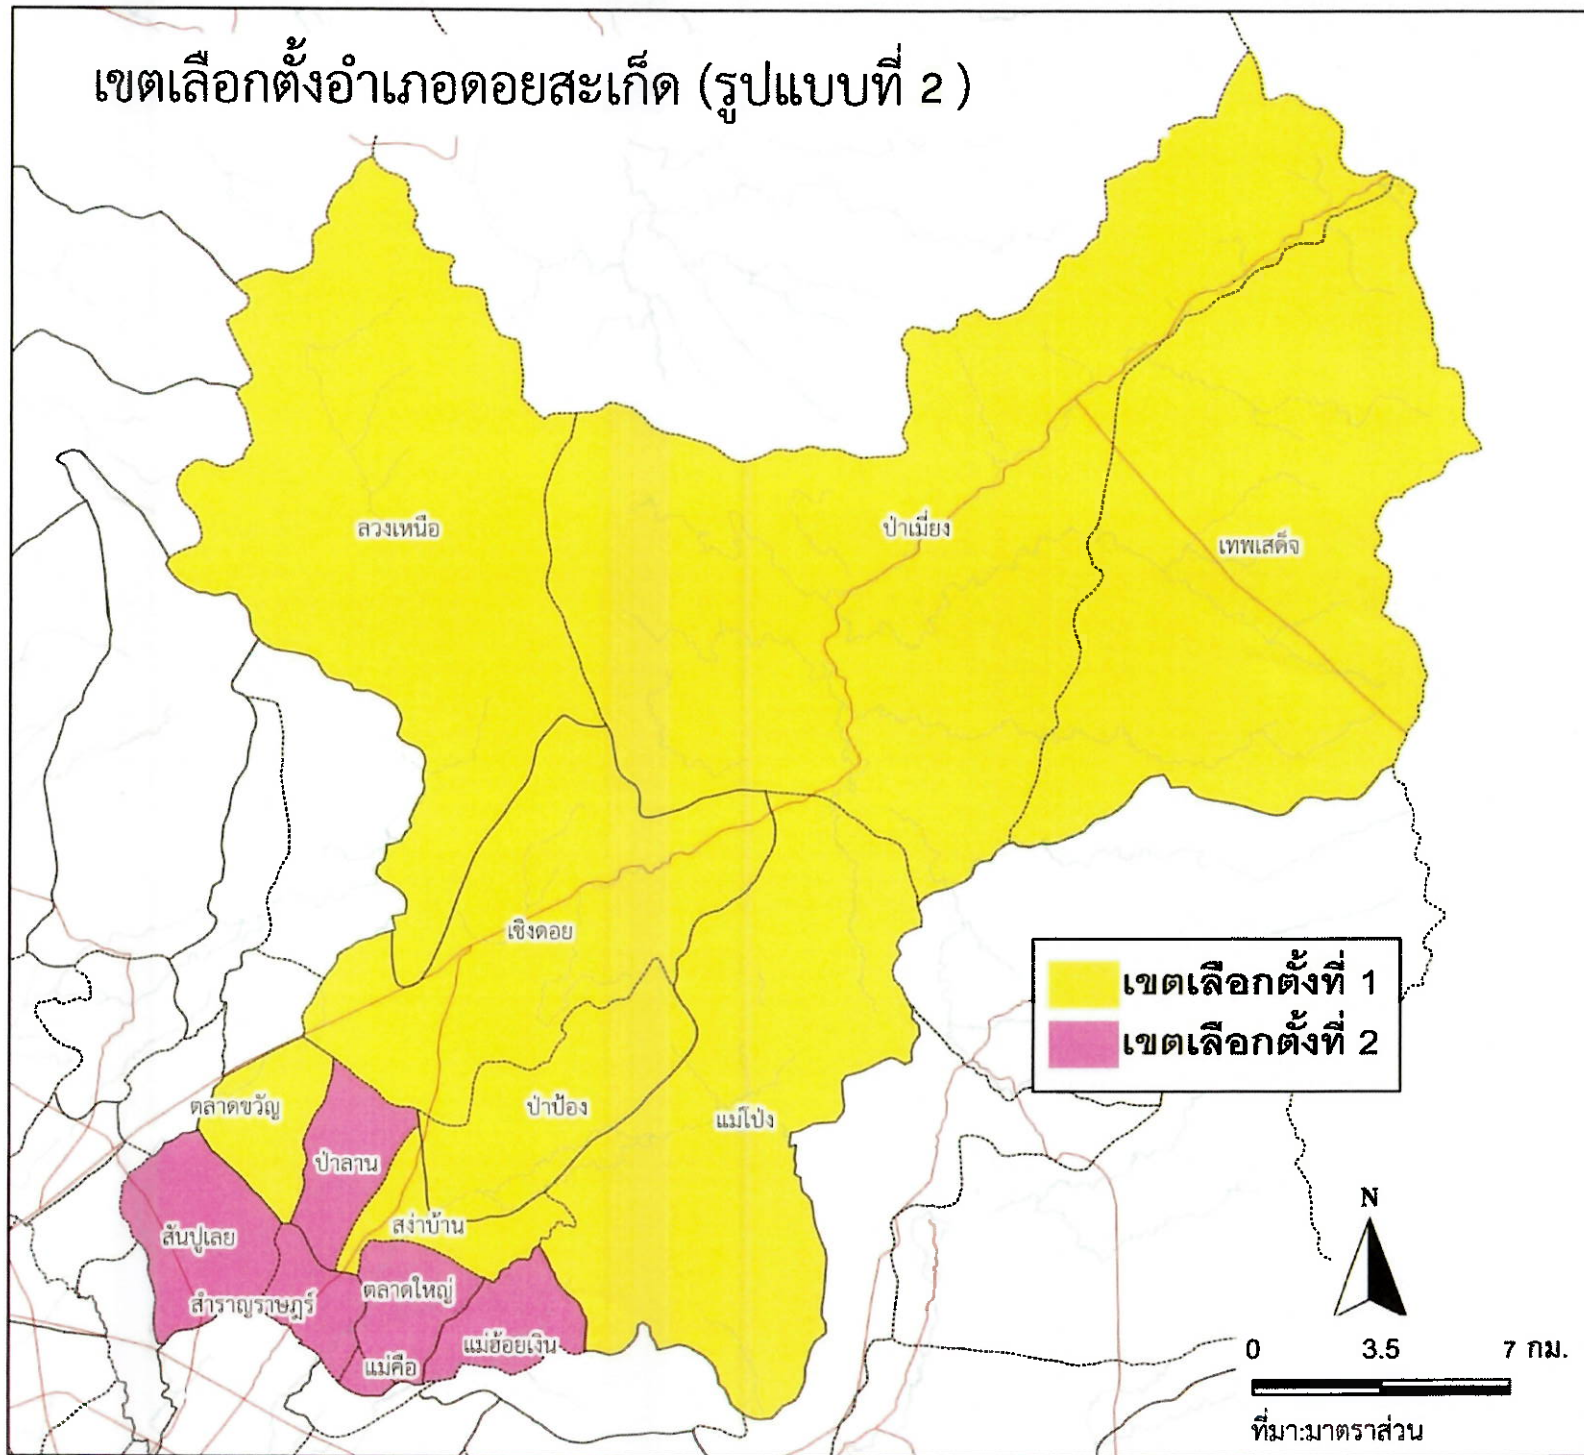 เขตเลือกตั้งอำเภอดอยสะเก็ด (รูปแบบที่ 2 )
ลวงเหนือ
ป่าเมี่ยง
เทพเสด็จ
เชิงดอย
เขตเลือกตั้งที่ 1
เขตเลือกตั้งที่ 2
ตลาดขวัญ
ป่าป้อง
แม่โป่ง
ป่าลาน
สง่าบ้าน
สันปูเลย
N
ตลาดใหญ่
สำราญราษฎร์
แม่ฮ้อยเงิน
แม่คือ
0 3.5 7 กม.
ที่มา:มาตราส่วน